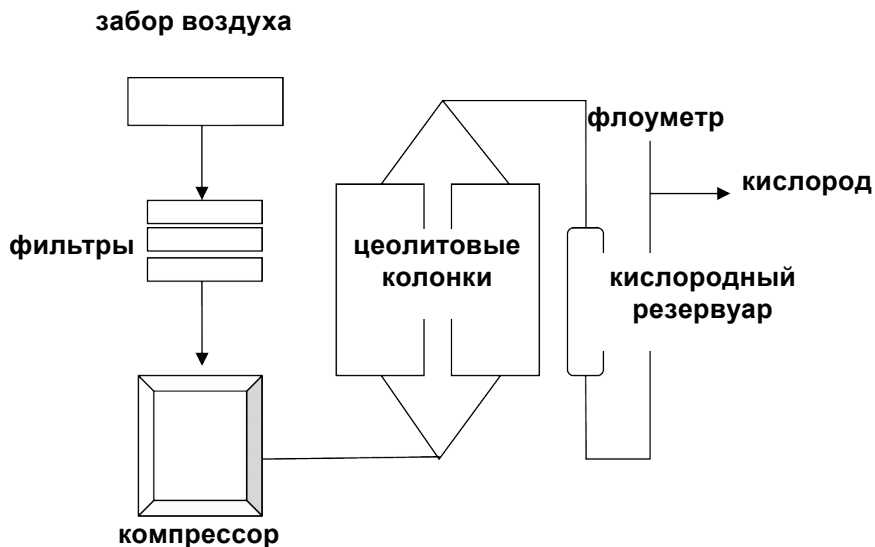 забор воздуха
флоуметр
кислород
фильтры
цеолитовые
колонки
кислородный
резервуар
компрессор